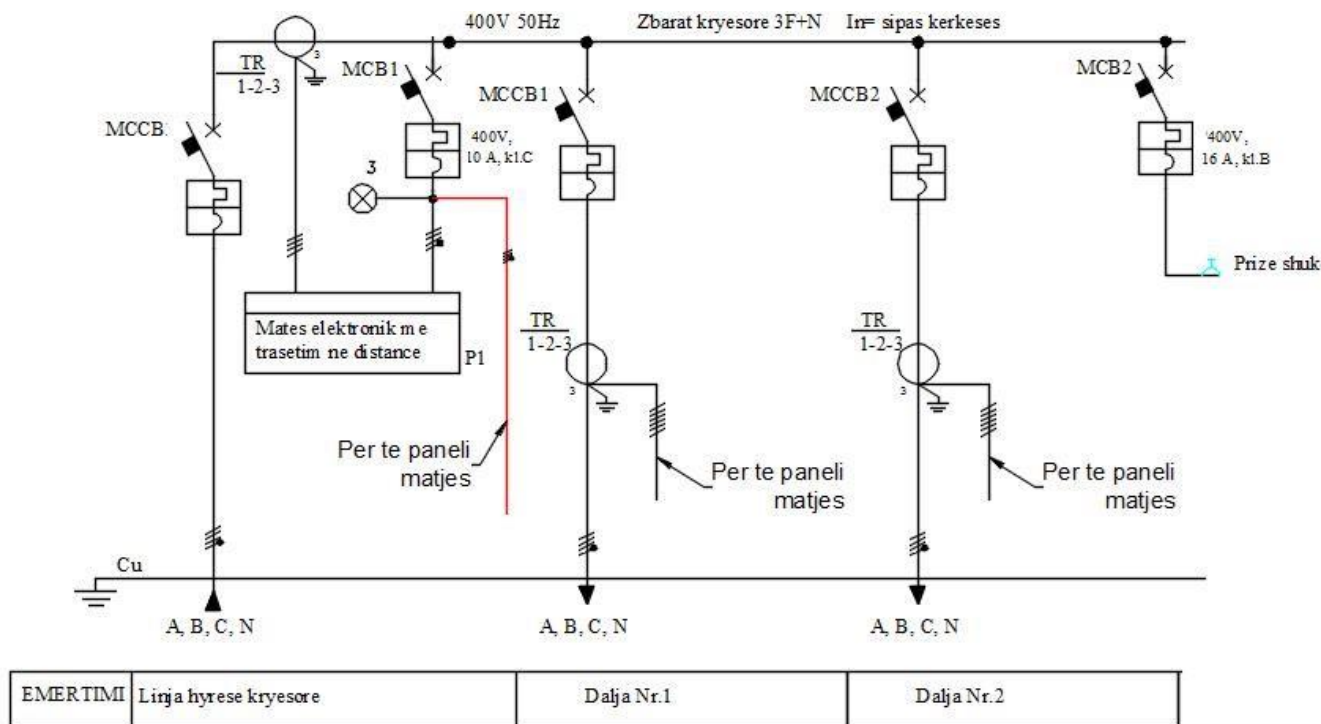 400V 50Hz
Zbarat kryesore 3F+N
In= sipas kerkeses
3
TR
1-2-3
MCB1
MCCB1
MCCB2
MCB2
MCCB
400V,
10 A, kl.C
400V,
16 A, kl.B
3
Prize shuk
Mates elektronik me
trasetim ne distance
P1
TR
1-2-3
3
TR
1-2-3
3
Per te paneli
matjes
Per te paneli
matjes
Per te paneli
matjes
Cu
A, B, C, N
A, B, C, N
A, B, C, N
EMERTIMI
Linja hyrese kryesore
Dalja Nr.1
Dalja Nr.2